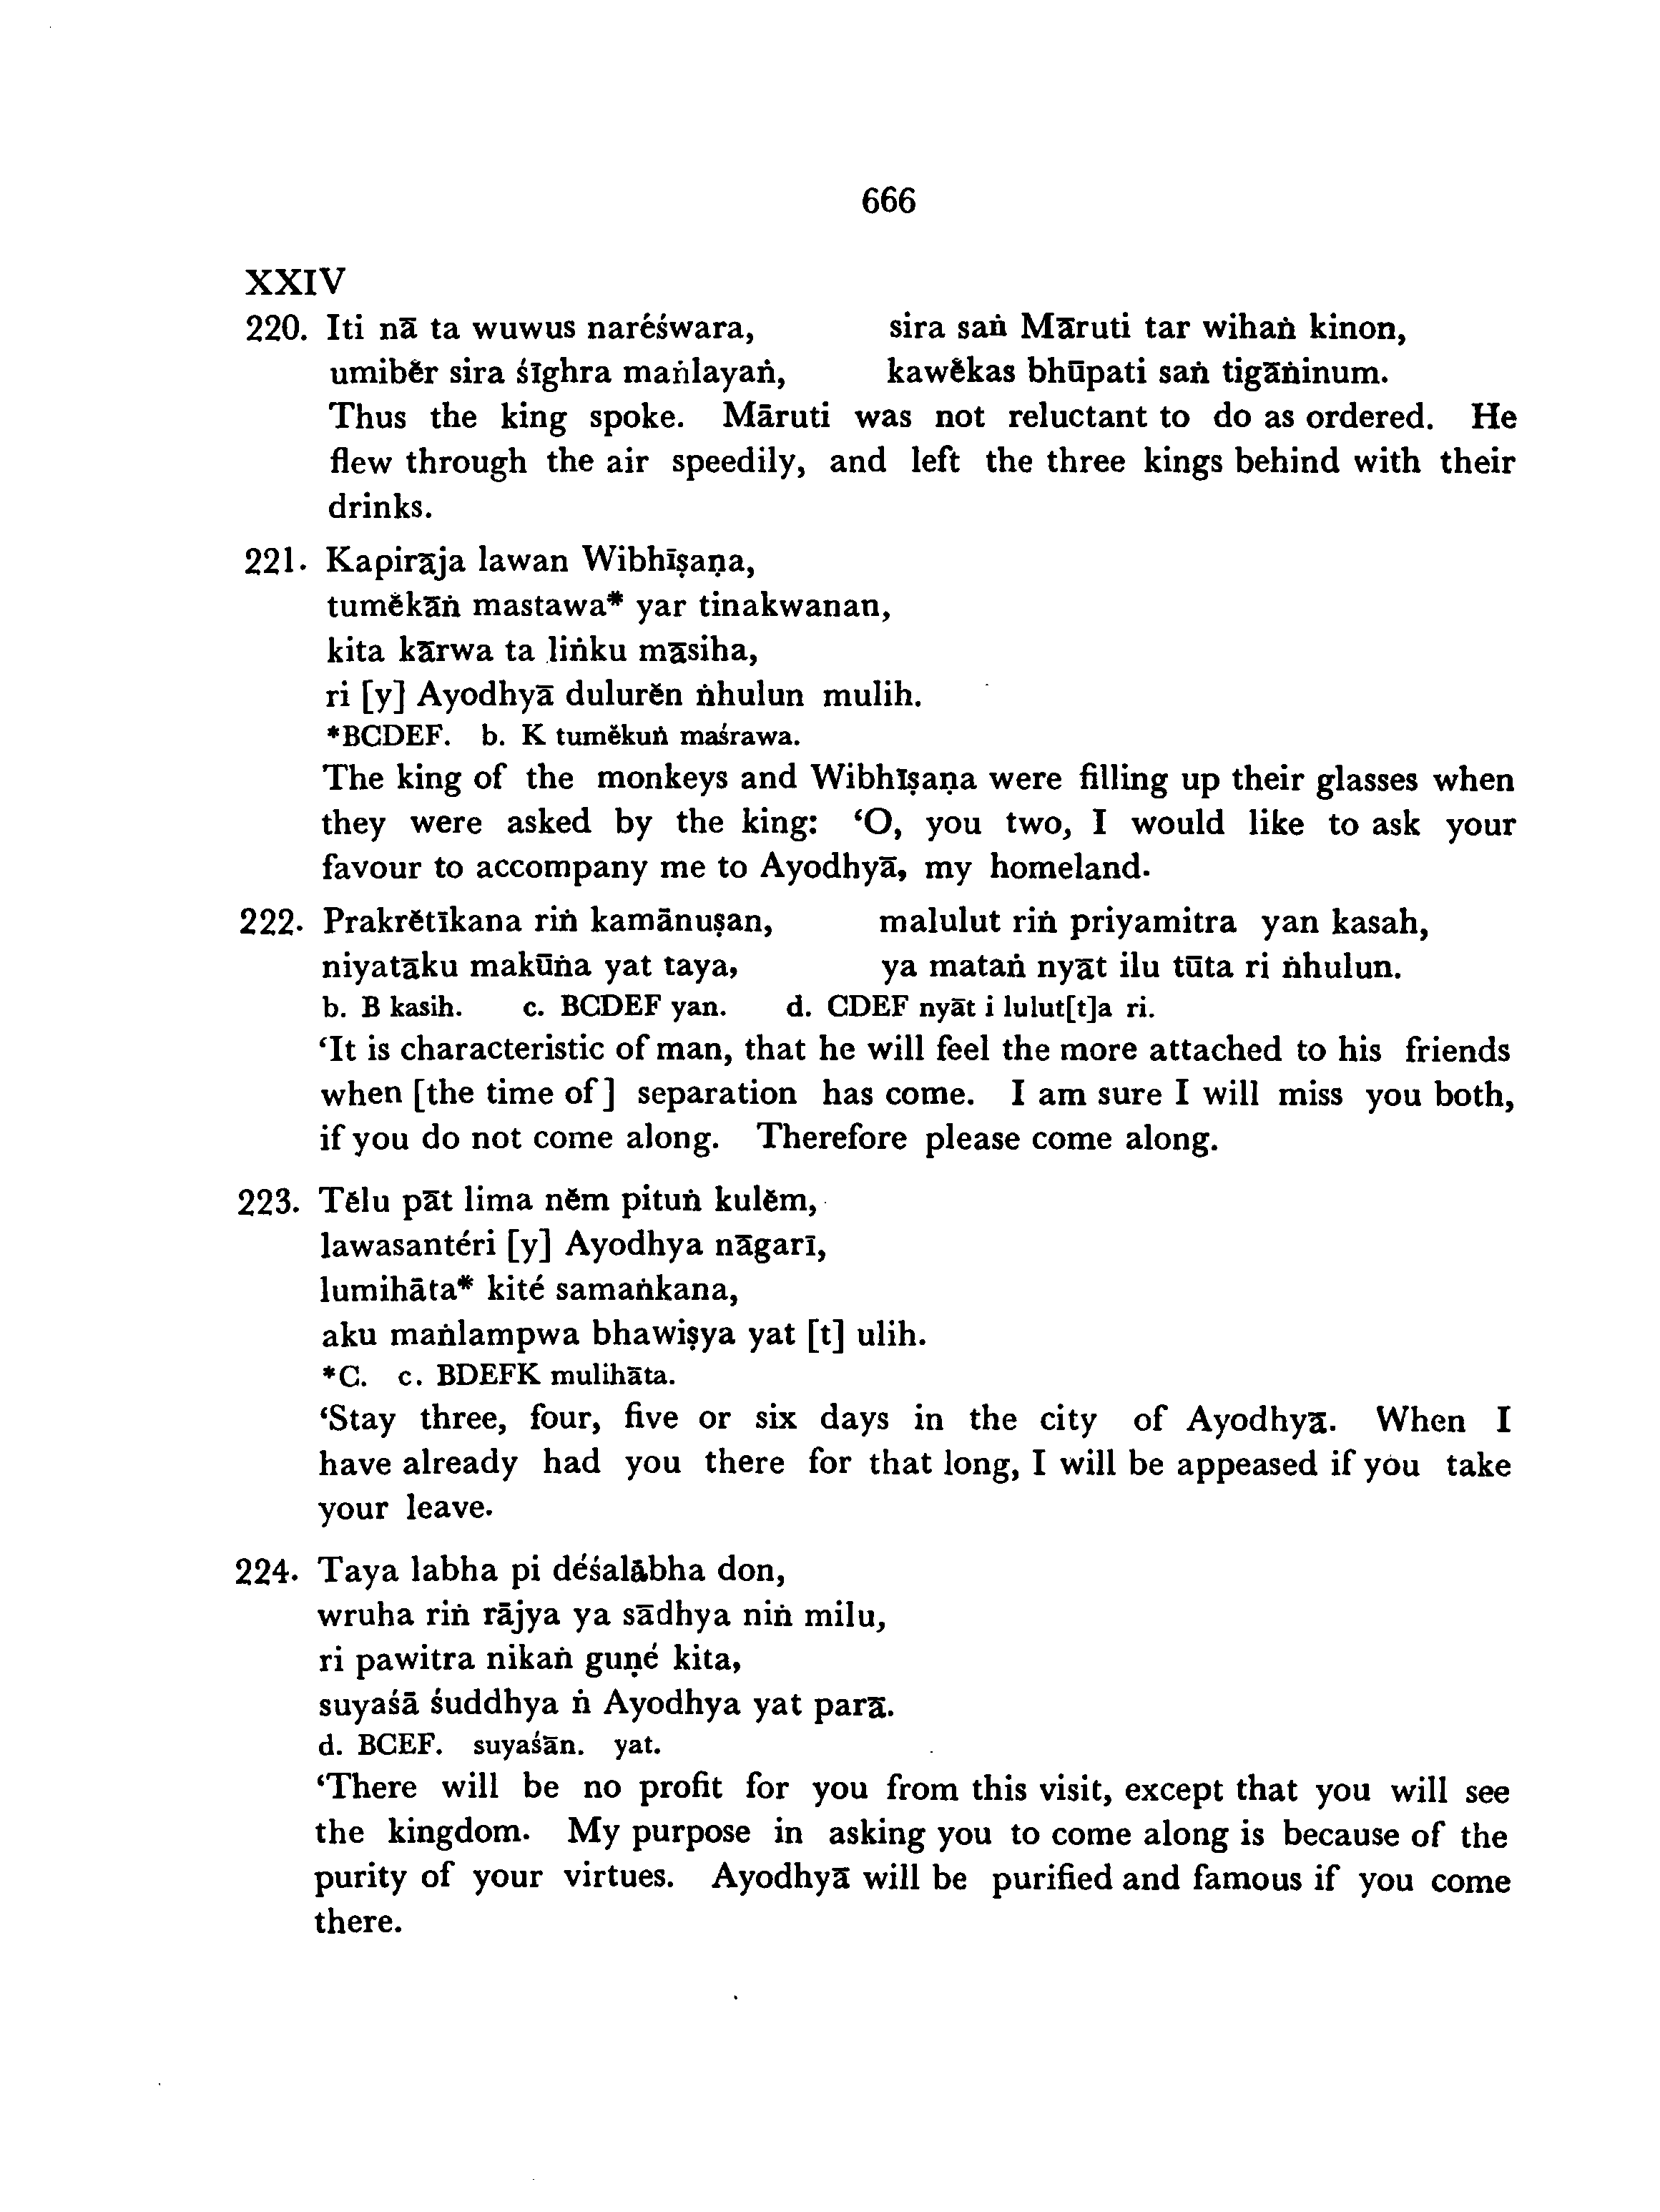 666
XXIV
220. Iti nā ta wuwus naréśwara, sira saṅ Māruti tar wihaṅ kinon,
umibĕr sira śīghra maṅlayaṅ, kawĕkas bhūpati saṅ tigāṅinum.
Thus the king spoke. Māruti was not reluctant to do as ordered. He
flew through the air speedily, and left the three kings behind with their
drinks.
221. Kapirāja lawan Wibhīṣaṇa,
tumĕkāṅ mastawa* yar tinakwanan,
kita kārwa ta liṅku māsiha,
ri [y] Ayodhyā dulurĕn ṅhulun mulih.
*BCDEF. b. K tumĕkuṅ maśrawa.
The king of the monkeys and Wibhīṣaṇa were filling up their glasses when
they were asked by the king: ‘O, you two, I would like to ask your
favour to accompany me to Ayodhyā, my homeland.
222. Prakrĕtīkana riṅ kamānuṣan, malulut riṅ priyamitra yan kasah,
niyatāku makūṅa yat taya, ya mataṅ nyāt ilu tūta ri ṅhulun.
b. B kasih. c. BCDEF yan. d. CDEF nyāt i lulut[t]a ri.
‘It is characteristic of man, that he will feel the more attached to his friends
when [the time of] separation has come. I am sure I will miss you both,
if you do not come along. Therefore please come along.
223. Tĕlu pāt lima nĕm pituṅ kulĕm,
lawasantéri [y] Ayodhya nāgarī,
lumihāta* kité samaṅkana,
aku maṅlampwa bhawiṣya yat [t] ulih.
*C. c. BDEFK mulihāta.
‘Stay three, four, five or six days in the city of Ayodhyā. When I
have already had you there for that long, I will be appeased if you take
your leave.
224. Taya labha pi déśalābha don,
wruha riṅ rājya ya sādhya niṅ milu,
ri pawitra nikaṅ guṇé kita,
suyaśā śuddhya ṅ Ayodhya yat parā.
d. BCEF. suyaśān. yat.
‘There will be no profit for you from this visit, except that you will see
the kingdom. My purpose in asking you to come along is because of the
purity of your virtues. Ayodhyā will be purified and famous if you come
there.